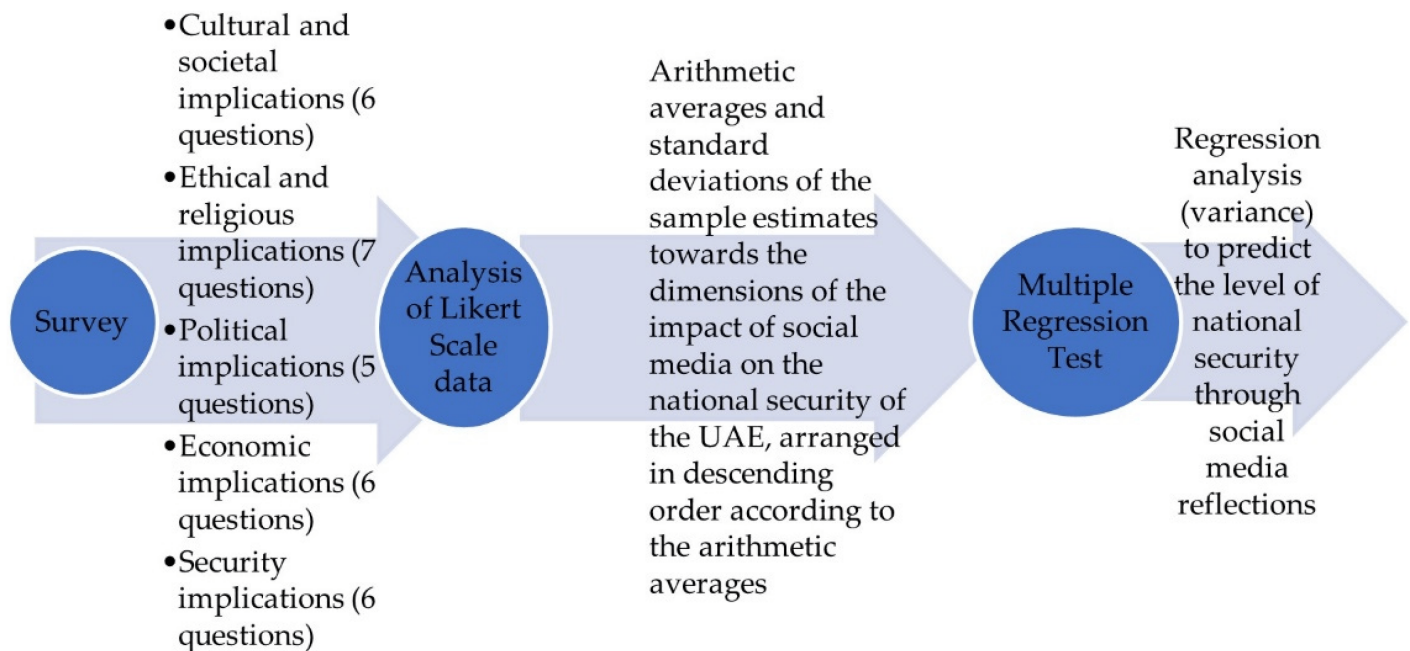 Survey
•Cultural and
societal
implications (6
questions)
•Ethical and
religious
implications (7
questions)
•Political
implications (5
questions)
•Economic
implications (6
questions)
•Security
implications (6
questions)
Analysis
of Likert
Scale
data
Arithmetic
averages and
standard
deviations of the
sample estimates
towards the
dimensions of the
impact of social
media on the
national security of
the UAE, arranged
in descending
order according to
the arithmetic
averages
Multiple
Regression
Test
Regression
analysis
(variance)
to predict
the level of
national
security
through
social
media
reflections